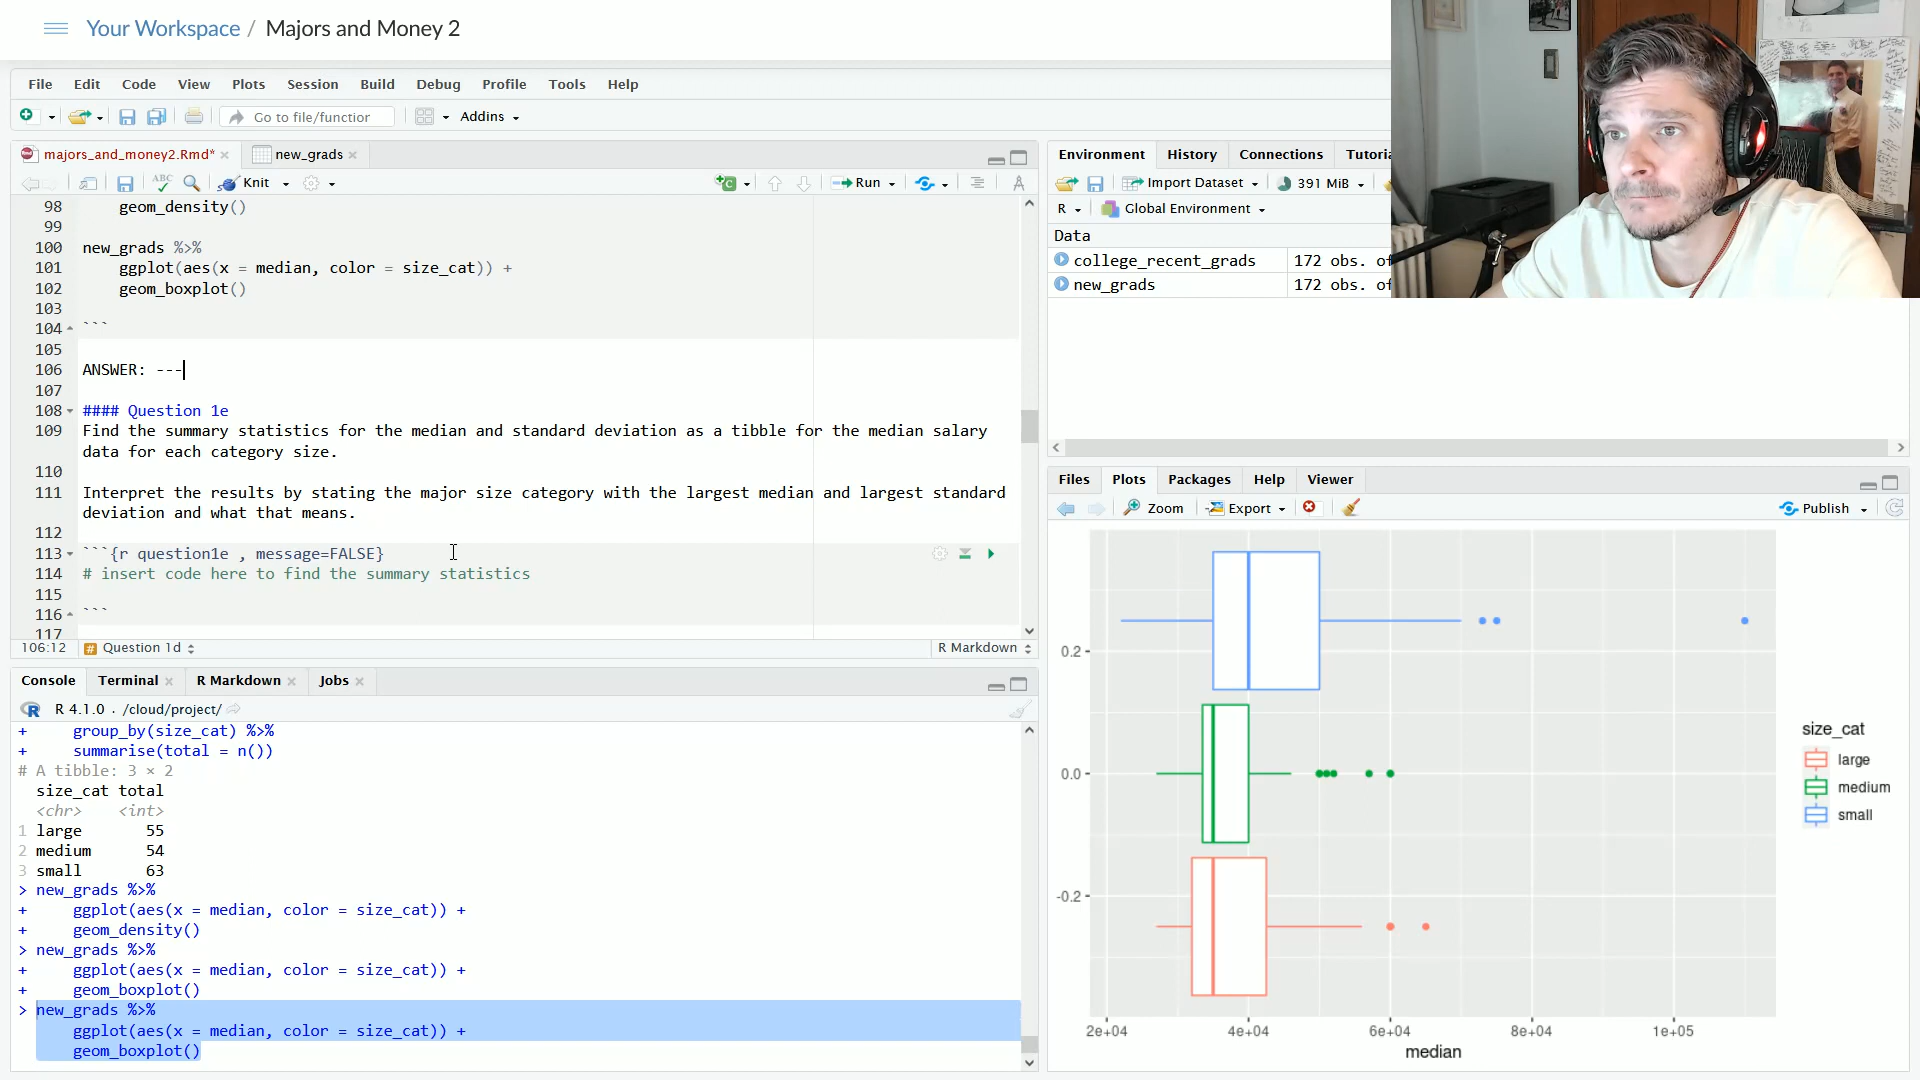 Your Workspace / Majors and Money 2
File Edit Code View Plots Session Build Debug Profile Tools Help
Go to file/function Addins
majors_and_money2.Rmd* new_grads
ABC Knit Run
98 geom_density()
99
100 new_grads %>%
101 ggplot(aes(x = median, color = size_cat)) +
102 geom_boxplot()
103
104 ```
105
106 ANSWER: ---
107
108 #### Question 1e
109 Find the summary statistics for the median and standard deviation as a tibble for the median salary
data for each category size.
110
111 Interpret the results by stating the major size category with the largest median and largest standard
deviation and what that means.
112
113 ```{r question1e , message=FALSE}
114 # insert code here to find the summary statistics
115
116 ```
117
106:12 # Question 1d R Markdown
Console Terminal R Markdown Jobs
R 4.1.0 · /cloud/project/
+ group_by(size_cat) %>%
+ summarise(total = n())
# A tibble: 3 × 2
size_cat total
<chr> <int>
1 large 55
2 medium 54
3 small 63
> new_grads %>%
+ ggplot(aes(x = median, color = size_cat)) +
+ geom_density()
> new_grads %>%
+ ggplot(aes(x = median, color = size_cat)) +
+ geom_boxplot()
> new_grads %>%
ggplot(aes(x = median, color = size_cat)) +
geom_boxplot()
Environment History Connections Tutori
Import Dataset 391 MiB
R Global Environment
Data
college_recent_grads 172 obs. of
new_grads 172 obs. of
Files Plots Packages Help Viewer
Zoom Export Publish
0.2
0.0
-0.2
2e+04 4e+04 6e+04 8e+04 1e+05
median
size_cat
large
medium
small